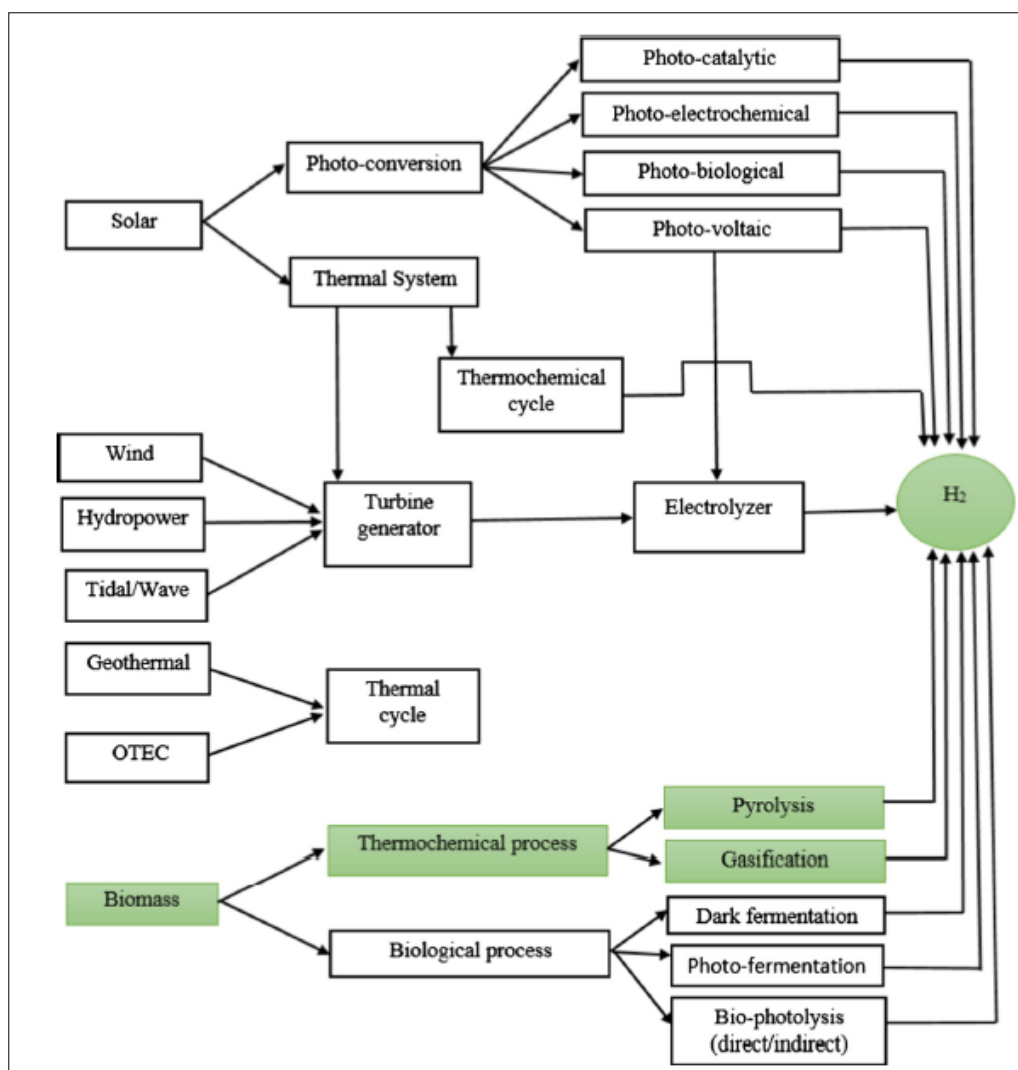 Photo-catalytic
Photo-electrochemical
Photo-conversion
Photo-biological
Solar
Photo-voltaic
Thermal System
Thermochemical
cycle
Wind
Hydropower
Tidal/Wave
Turbine
generator
Electrolyzer
H₂
Geothermal
OTEC
Thermal
cycle
Biomass
Thermochemical process
Pyrolysis
Gasification
Biological process
Dark fermentation
Photo-fermentation
Bio-photolysis
(direct/indirect)